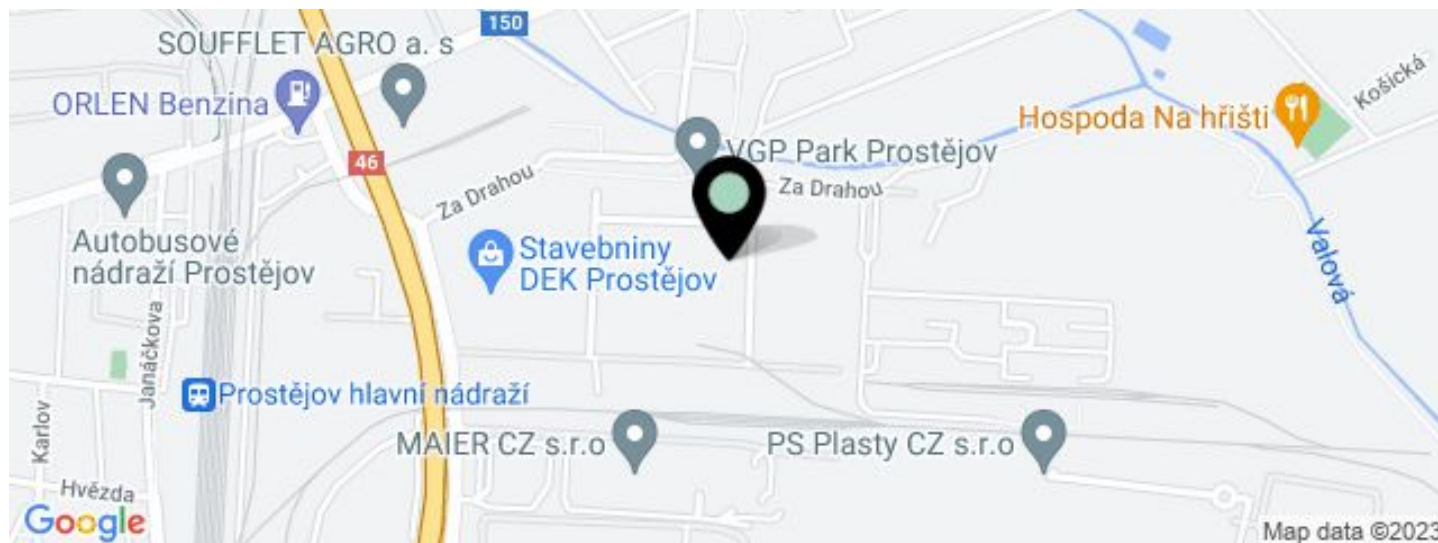 150
SOUFFLET AGRO a. s
ORLEN Benzina
46
Hospoda Na hřišti
Košická
VGP Park Prostějov
Za Drahou
Za Drahou
Autobusové
nádraží Prostějov
Stavebniny
DEK Prostějov
Valová
Janáčkova
Prostějov hlavní nádraží
Karlov
MAIER CZ s.r.o
PS Plasty CZ s.r.o
Hvězda
Google
Map data ©2023